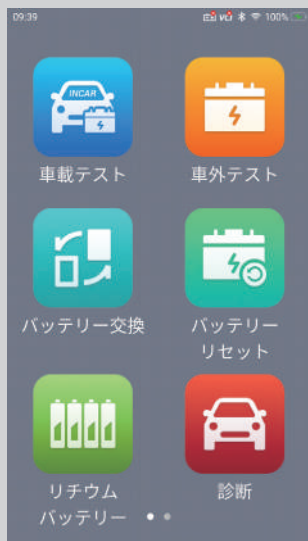 09:39
VCI
100%
INCAR
車載テスト
車外テスト
バッテリー交換
バッテリー
リセット
リチウム
バッテリー
診断